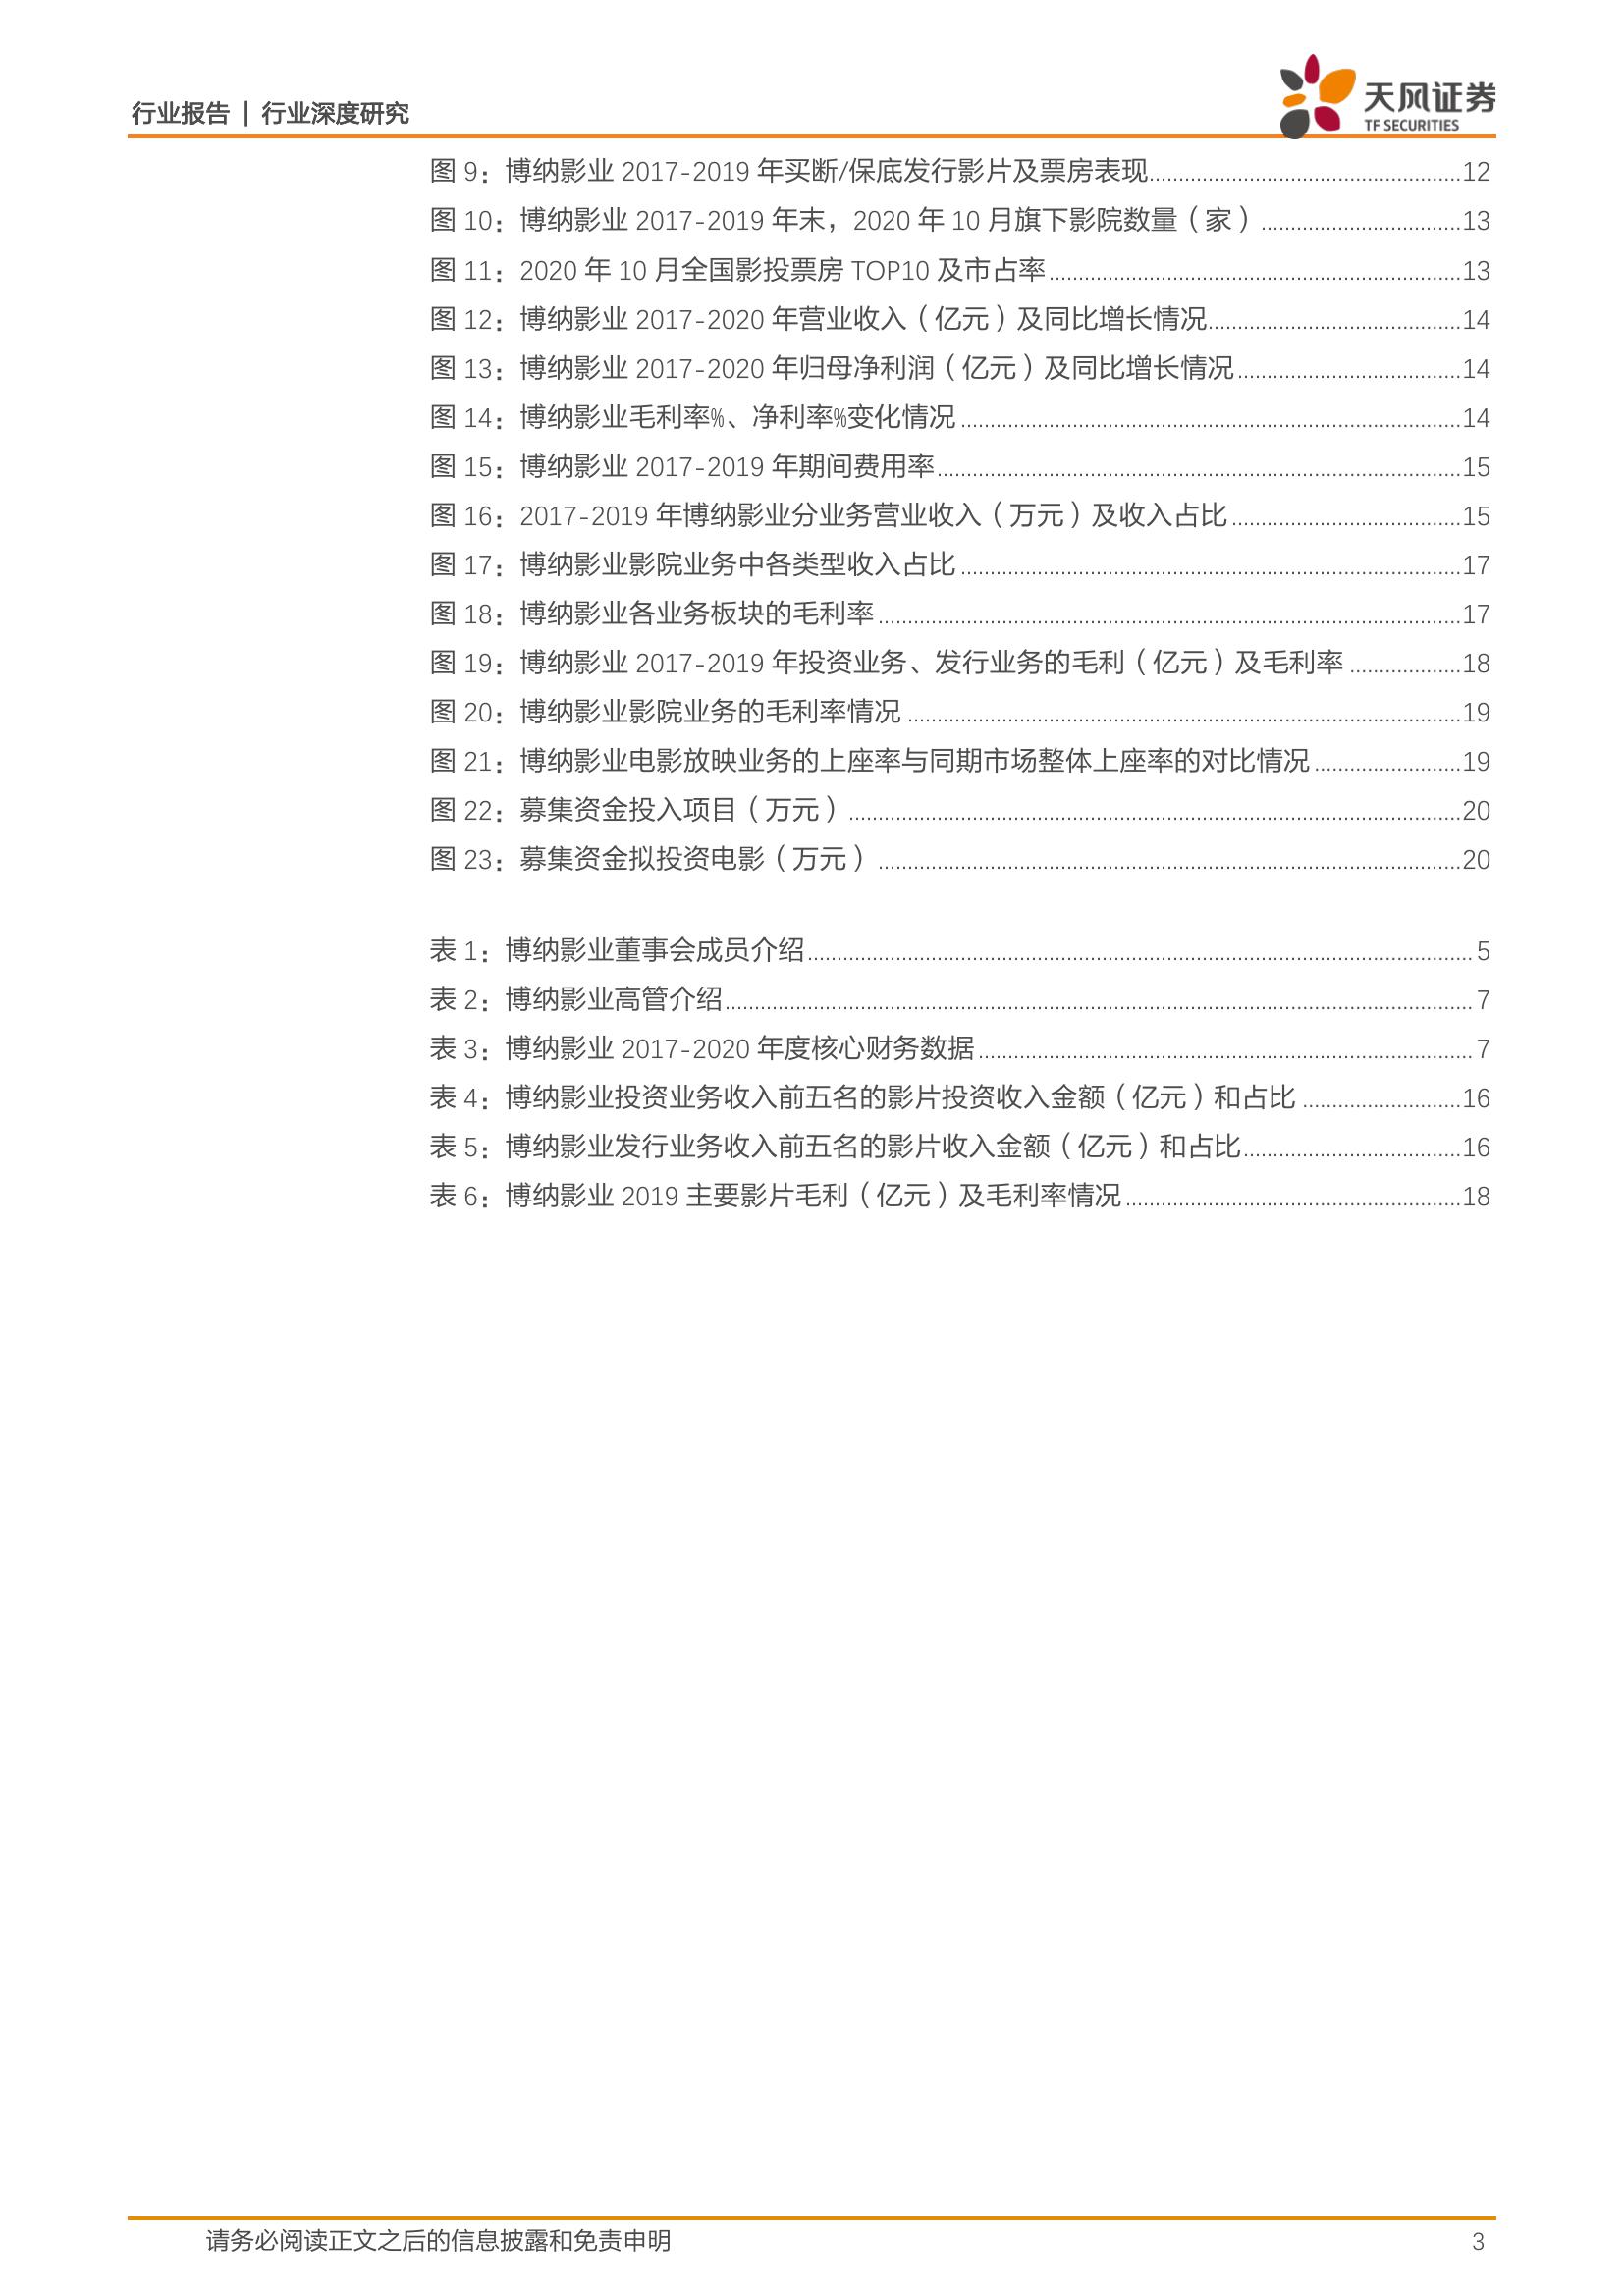 行业报告 | 行业深度研究
天风证券
TF SECURITIES
图 9：博纳影业 2017-2019 年买断/保底发行影片及票房表现 12
图 10：博纳影业 2017-2019 年末，2020 年 10 月旗下影院数量（家） 13
图 11：2020 年 10 月全国影投票房 TOP10 及市占率 13
图 12：博纳影业 2017-2020 年营业收入（亿元）及同比增长情况 14
图 13：博纳影业 2017-2020 年归母净利润（亿元）及同比增长情况 14
图 14：博纳影业毛利率%、净利率%变化情况 14
图 15：博纳影业 2017-2019 年期间费用率 15
图 16：2017-2019 年博纳影业分业务营业收入（万元）及收入占比 15
图 17：博纳影业影院业务中各类型收入占比 17
图 18：博纳影业各业务板块的毛利率 17
图 19：博纳影业 2017-2019 年投资业务、发行业务的毛利（亿元）及毛利率 18
图 20：博纳影业影院业务的毛利率情况 19
图 21：博纳影业电影放映业务的上座率与同期市场整体上座率的对比情况 19
图 22：募集资金投入项目（万元） 20
图 23：募集资金拟投资电影（万元） 20
表 1：博纳影业董事会成员介绍 5
表 2：博纳影业高管介绍 7
表 3：博纳影业 2017-2020 年度核心财务数据 7
表 4：博纳影业投资业务收入前五名的影片投资收入金额（亿元）和占比 16
表 5：博纳影业发行业务收入前五名的影片收入金额（亿元）和占比 16
表 6：博纳影业 2019 主要影片毛利（亿元）及毛利率情况 18
请务必阅读正文之后的信息披露和免责申明 3